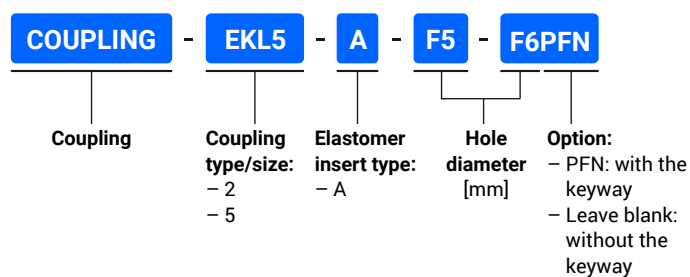 COUPLING - EKL5 - A - F5 - F6PFN
Coupling
Coupling
type/size:
– 2
– 5
Elastomer
insert type:
– A
Hole
diameter
[mm]
Option:
– PFN: with the
keyway
– Leave blank:
without the
keyway